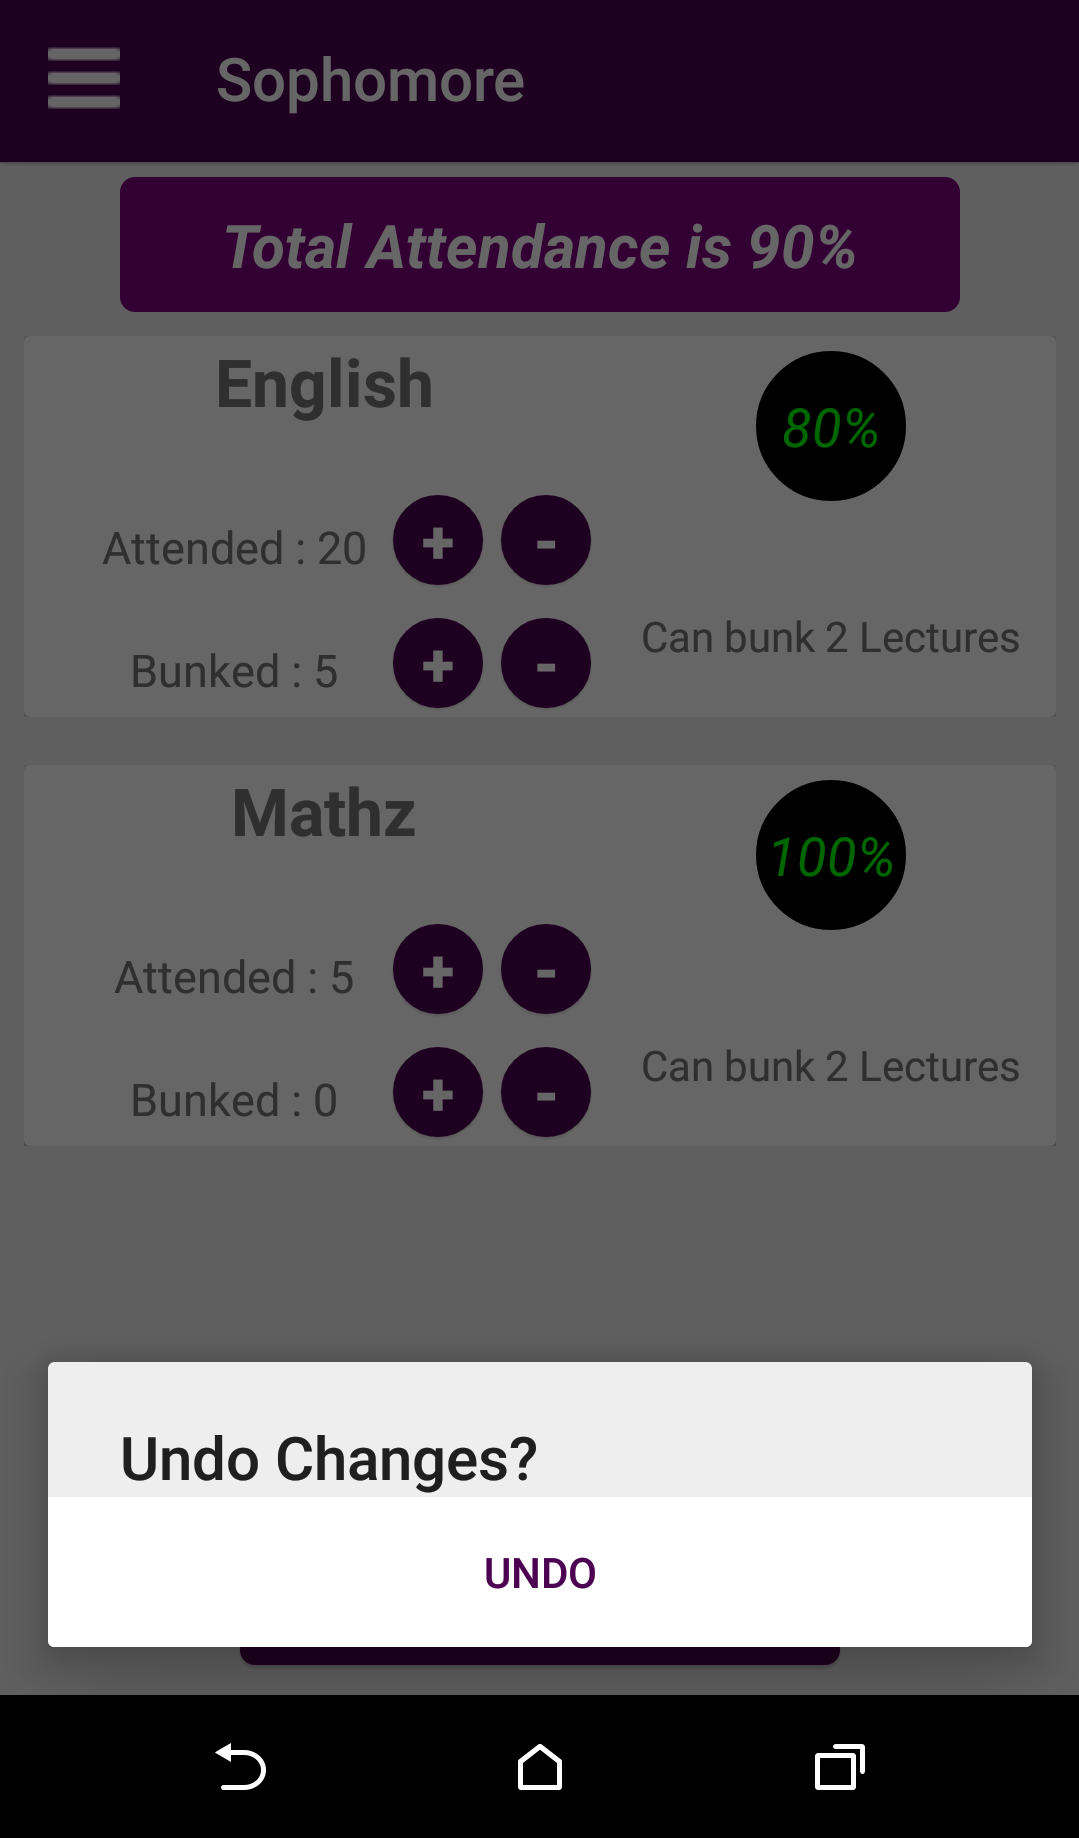 Sophomore
Total Attendance is 90%
English
80%
Attended : 20
+
-
Bunked : 5
+
-
Can bunk 2 Lectures
Mathz
100%
Attended : 5
+
-
Bunked : 0
+
-
Can bunk 2 Lectures
Undo Changes?
UNDO